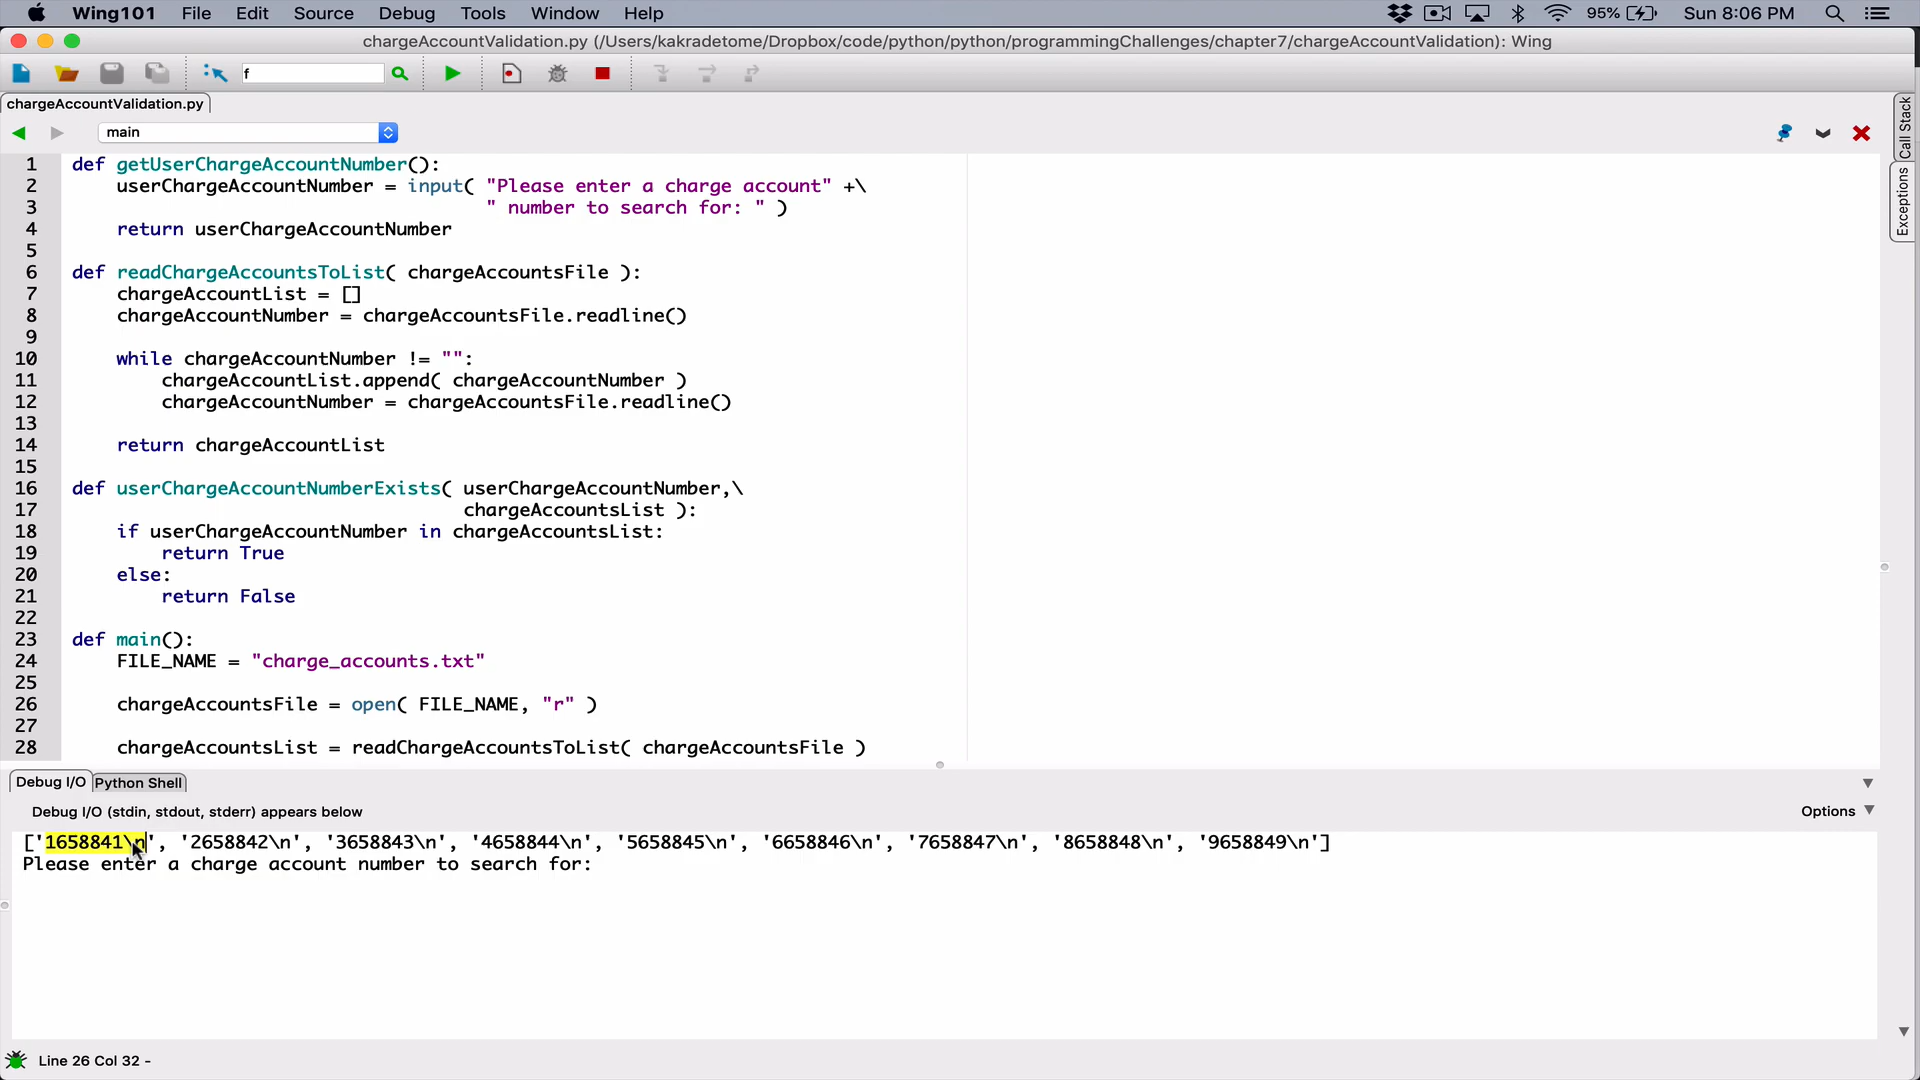 Wing101 File Edit Source Debug Tools Window Help 95% Sun 8:06 PM
chargeAccountValidation.py (/Users/kakradetome/Dropbox/code/python/python/programmingChallenges/chapter7/chargeAccountValidation): Wing
f
chargeAccountValidation.py
main
Call Stack
Exceptions
1 def getUserChargeAccountNumber():
2     userChargeAccountNumber = input( "Please enter a charge account" +\
3                                      " number to search for: " )
4     return userChargeAccountNumber
5
6 def readChargeAccountsToList( chargeAccountsFile ):
7     chargeAccountList = []
8     chargeAccountNumber = chargeAccountsFile.readline()
9
10     while chargeAccountNumber != "":
11         chargeAccountList.append( chargeAccountNumber )
12         chargeAccountNumber = chargeAccountsFile.readline()
13
14     return chargeAccountList
15
16 def userChargeAccountNumberExists( userChargeAccountNumber,\
17                                    chargeAccountsList ):
18     if userChargeAccountNumber in chargeAccountsList:
19         return True
20     else:
21         return False
22
23 def main():
24     FILE_NAME = "charge_accounts.txt"
25
26     chargeAccountsFile = open( FILE_NAME, "r" )
27
28     chargeAccountsList = readChargeAccountsToList( chargeAccountsFile )
Debug I/O Python Shell
Debug I/O (stdin, stdout, stderr) appears below Options
['1658841\n', '2658842\n', '3658843\n', '4658844\n', '5658845\n', '6658846\n', '7658847\n', '8658848\n', '9658849\n']
Please enter a charge account number to search for:
Line 26 Col 32 -